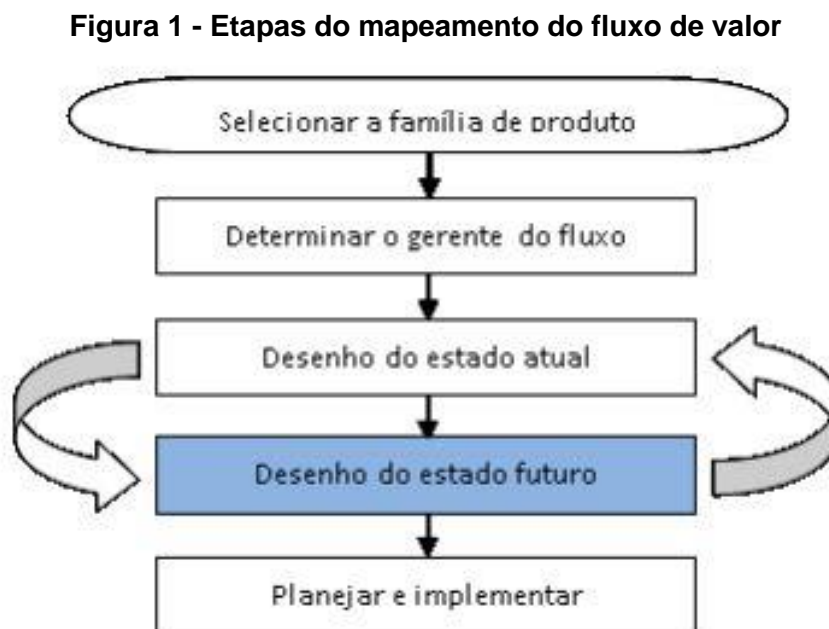 Figura 1 - Etapas do mapeamento do fluxo de valor
Selecionar a família de produto
Determinar o gerente do fluxo
Desenho do estado atual
Desenho do estado futuro
Planejar e implementar